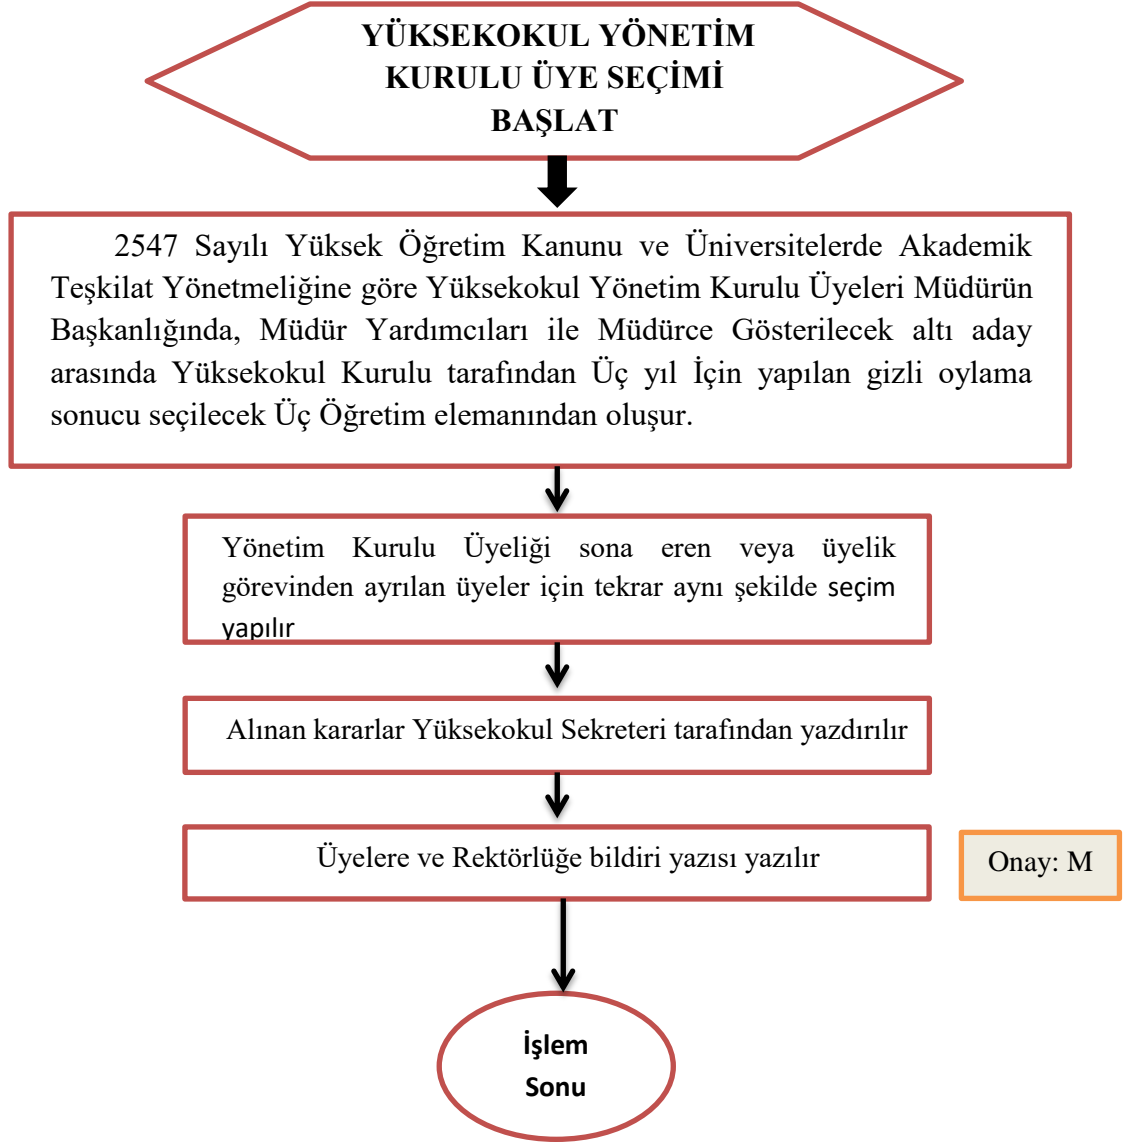 YÜKSEKOKUL YÖNETİM
KURULU ÜYE SEÇİMİ
BAŞLAT
2547 Sayılı Yüksek Öğretim Kanunu ve Üniversitelerde Akademik
Teşkilat Yönetmeliğine göre Yüksekokul Yönetim Kurulu Üyeleri Müdürün
Başkanlığında, Müdür Yardımcıları ile Müdürce Gösterilecek altı aday
arasında Yüksekokul Kurulu tarafından Üç yıl İçin yapılan gizli oylama
sonucu seçilecek Üç Öğretim elemanından oluşur.
Yönetim Kurulu Üyeliği sona eren veya üyelik
görevinden ayrılan üyeler için tekrar aynı şekilde seçim
yapılır
Alınan kararlar Yüksekokul Sekreteri tarafından yazdırılır
Üyelere ve Rektörlüğe bildiri yazısı yazılır
Onay: M
İşlem
Sonu